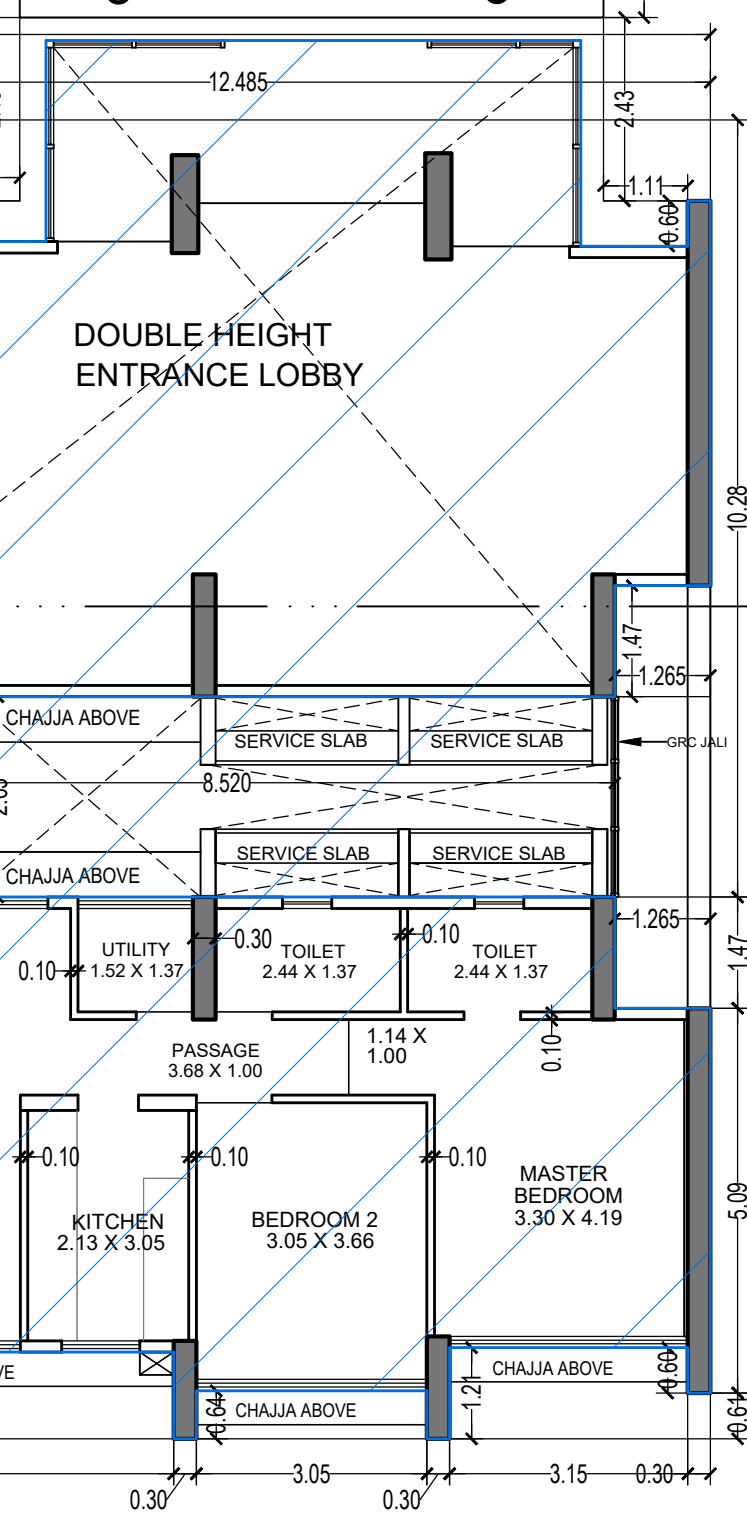 12.485
2.43
1.11
0.60
DOUBLE HEIGHT
ENTRANCE LOBBY
10.28
1.47
1.265
CHAJJA ABOVE
SERVICE SLAB
SERVICE SLAB
GRC JALI
8.520
SERVICE SLAB
SERVICE SLAB
CHAJJA ABOVE
1.265
1.47
UTILITY
1.52 X 1.37
0.10
0.30
TOILET
2.44 X 1.37
0.10
TOILET
2.44 X 1.37
PASSAGE
3.68 X 1.00
1.14 X
1.00
0.10
0.10
0.10
0.10
KITCHEN
2.13 X 3.05
BEDROOM 2
3.05 X 3.66
MASTER
BEDROOM
3.30 X 4.19
5.09
CHAJJA ABOVE
0.60
1.21
0.64
CHAJJA ABOVE
0.61
3.05
3.15
0.30
0.30
0.30